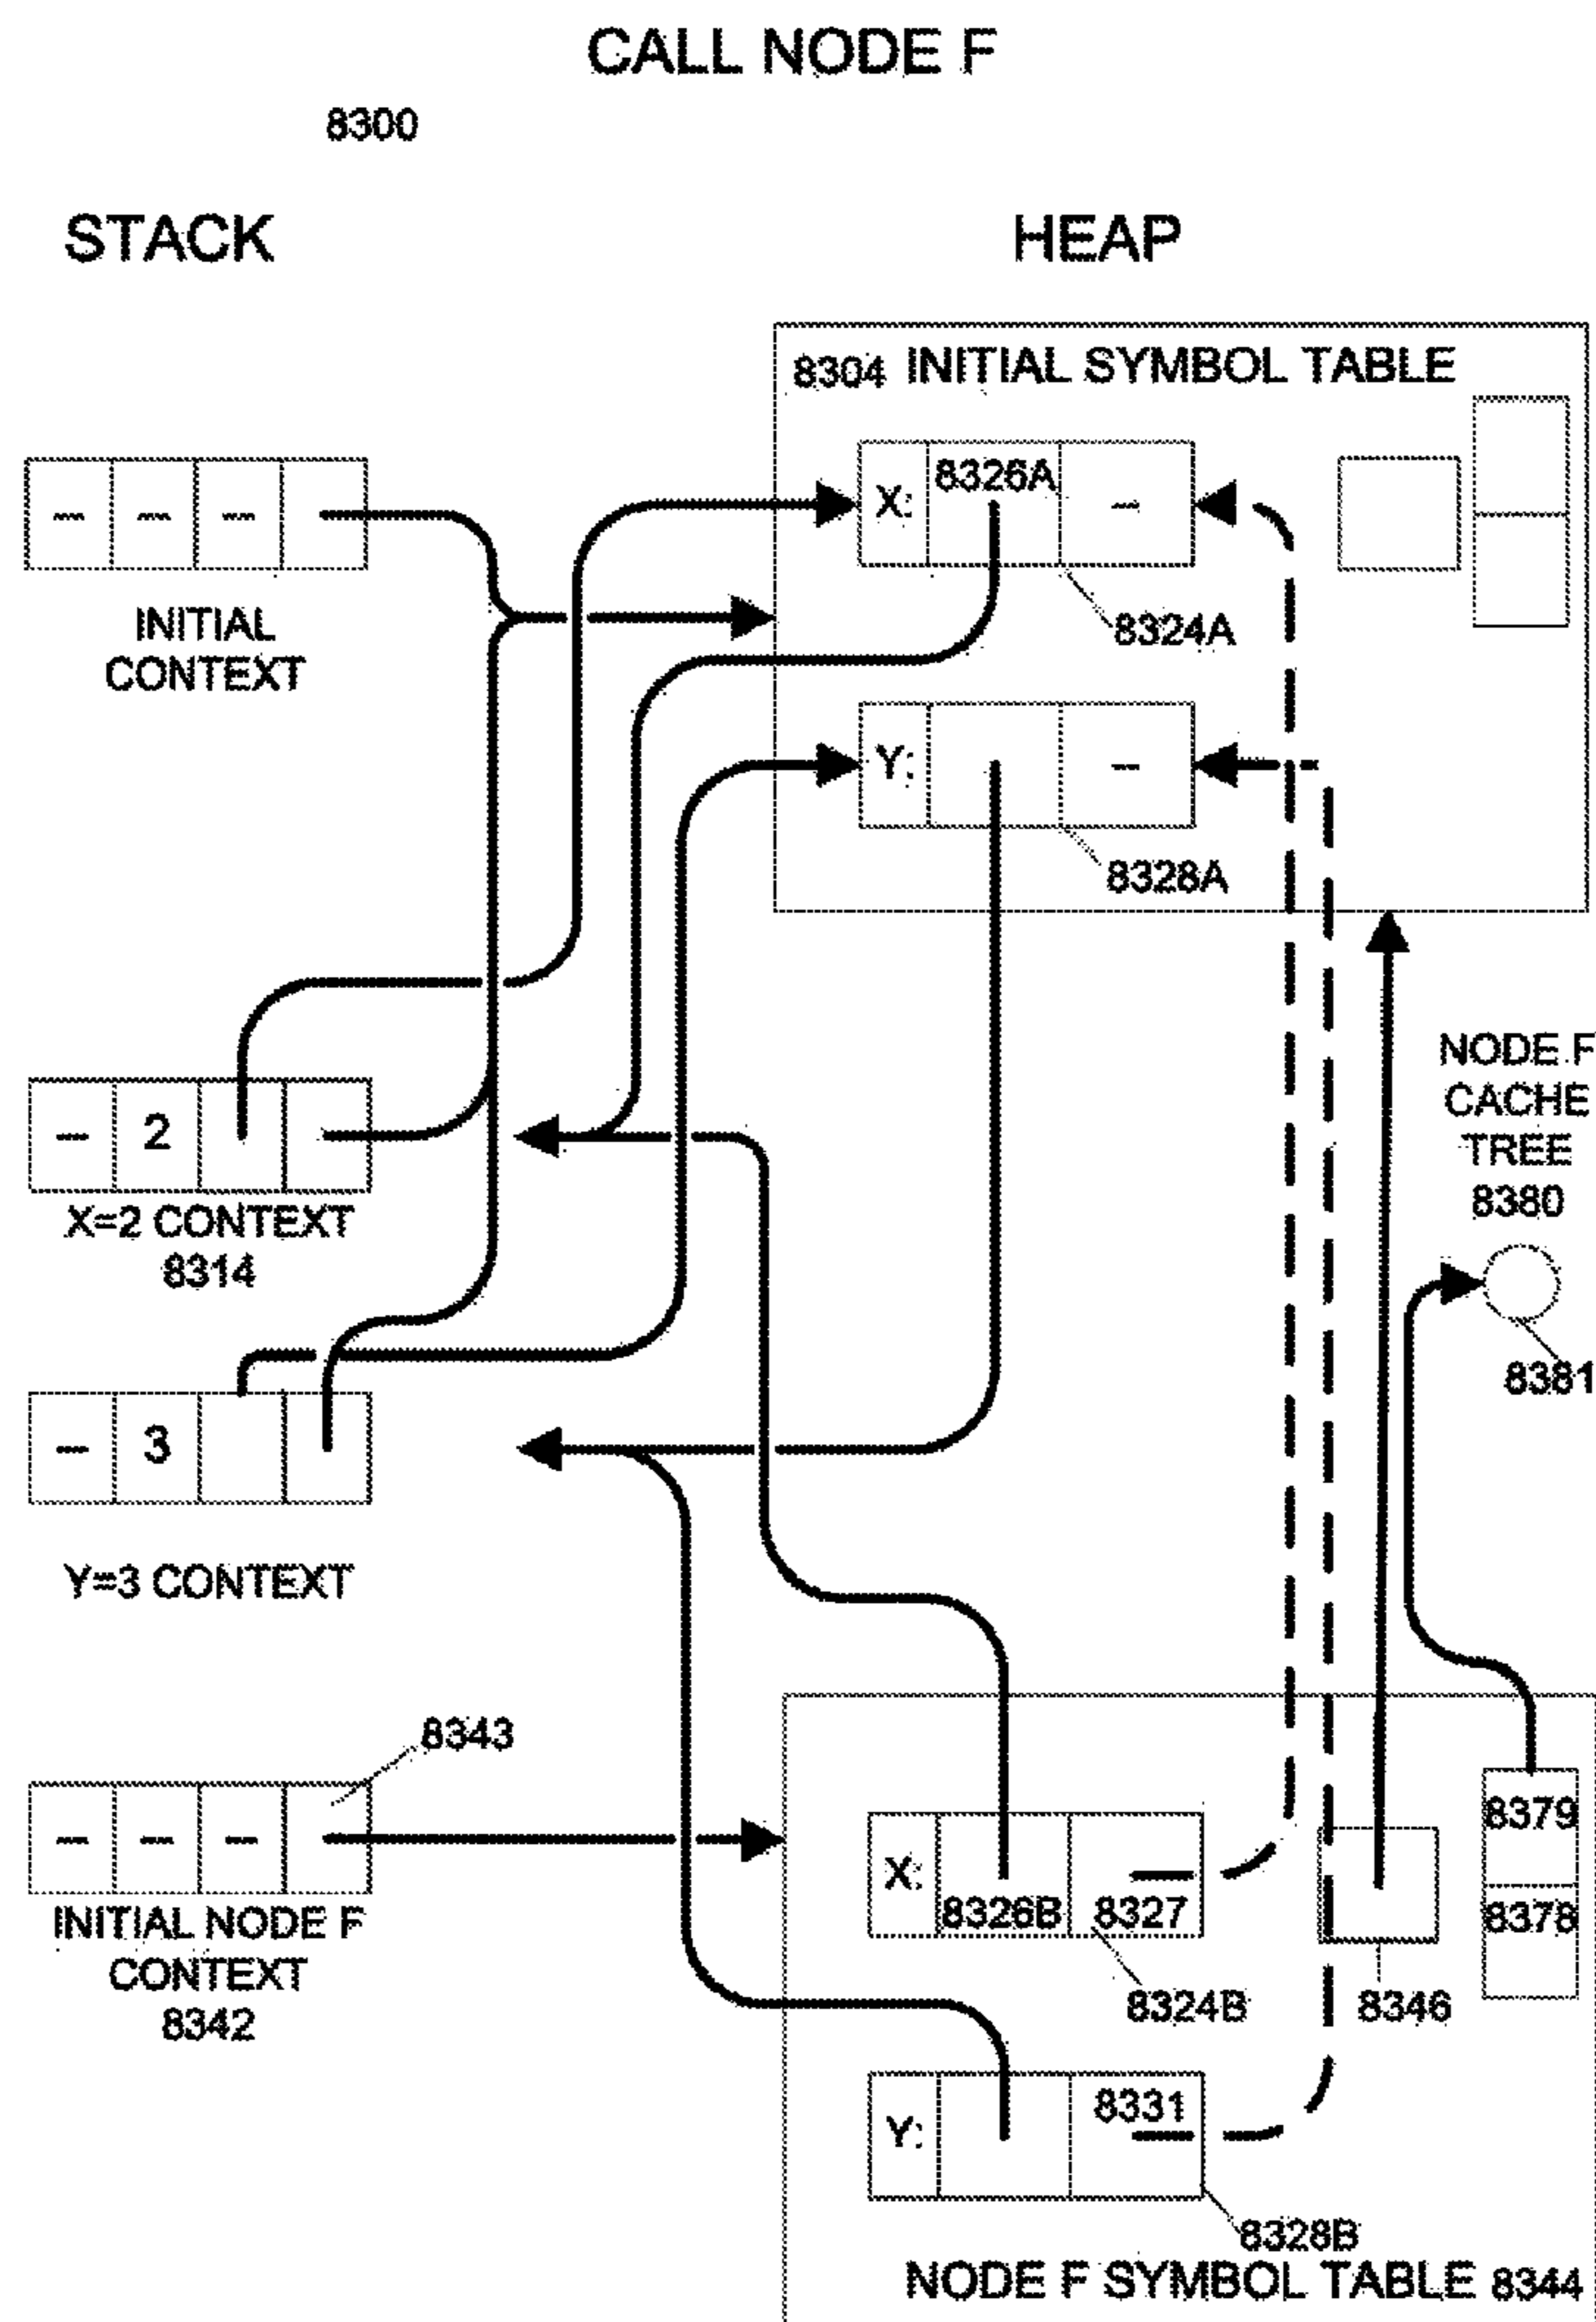 CALL NODE F
8300
STACK
HEAP
8304 INITIAL SYMBOL TABLE
X: 8326A --
-- -- --
8324A
INITIAL
CONTEXT
Y: --
8328A
NODE F
CACHE
TREE
8380
-- 2
X=2 CONTEXT
8314
8381
-- 3
Y=3 CONTEXT
8343
-- -- --
INITIAL NODE F
CONTEXT
8342
X: 8326B 8327
8379
8378
8324B
8346
Y: 8331
8328B
NODE F SYMBOL TABLE 8344